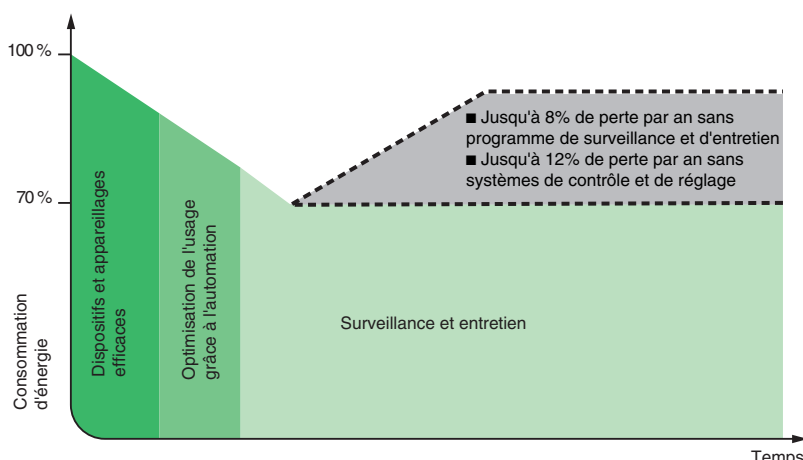 100 %
■ Jusqu'à 8% de perte par an sans
programme de surveillance et d'entretien
■ Jusqu'à 12% de perte par an sans
systèmes de contrôle et de réglage
70 %
Consommation
d'énergie
Dispositifs et appareillages
efficaces
Optimisation de l'usage
grâce à l'automation
Surveillance et entretien
Temps